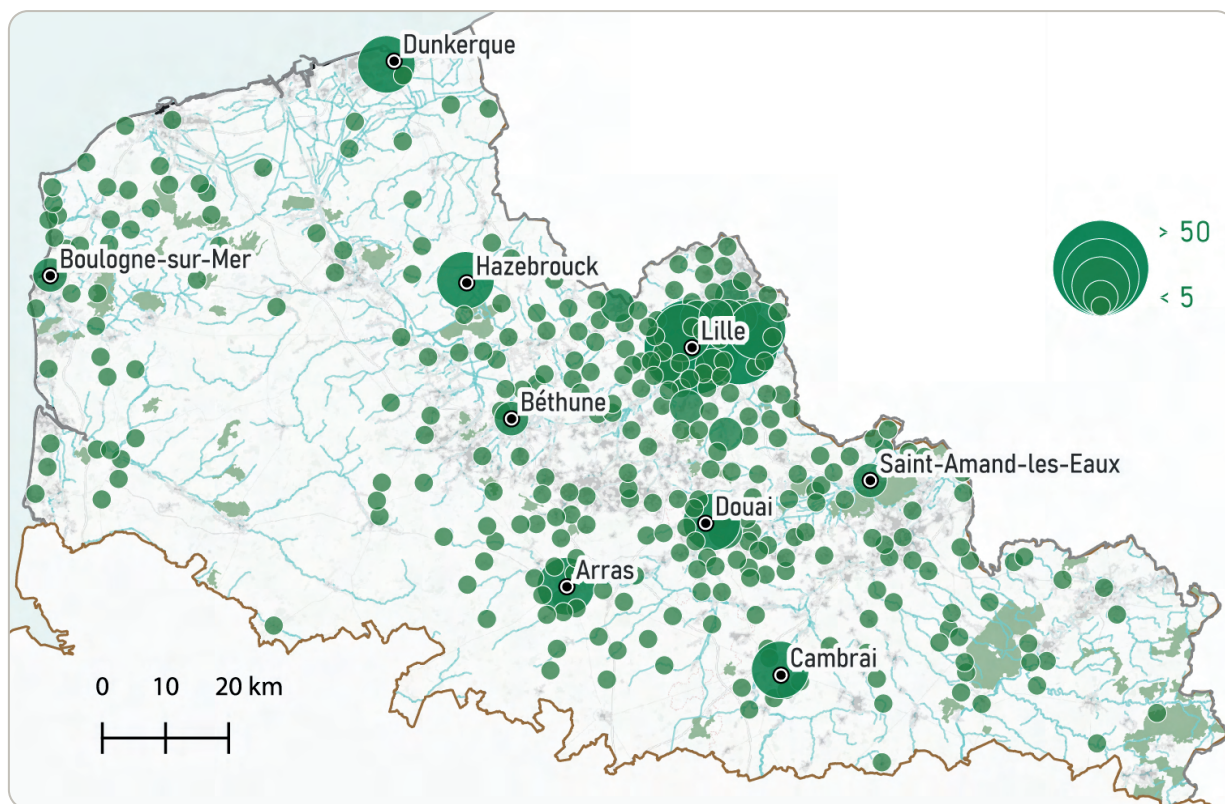 Dunkerque
Boulogne-sur-Mer
Hazebrouck
> 50
< 5
Lille
Béthune
Saint-Amand-les-Eaux
Douai
Arras
Cambrai
0 10 20 km